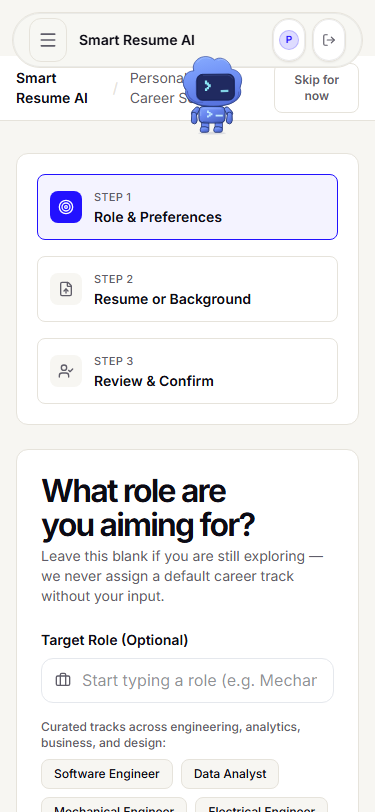 Smart Resume AI
P
Smart
Resume AI
/
Persona
Career S
Skip for
now
STEP 1
Role & Preferences
STEP 2
Resume or Background
STEP 3
Review & Confirm
What role are
you aiming for?
Leave this blank if you are still exploring —
we never assign a default career track
without your input.
Target Role (Optional)
Start typing a role (e.g. Mechar
Curated tracks across engineering, analytics,
business, and design:
Software Engineer
Data Analyst
Mechanical Engineer
Electrical Engineer